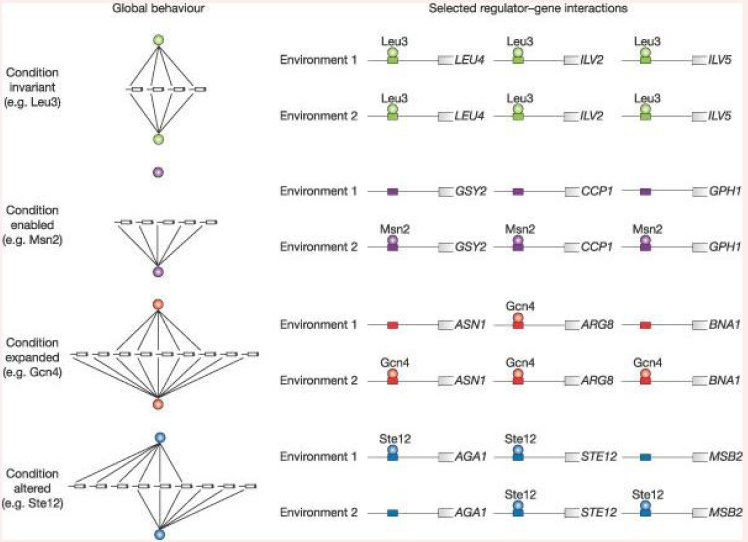 Global behaviour
Selected regulator–gene interactions
Condition
invariant
(e.g. Leu3)
Leu3 Leu3 Leu3
Environment 1 LEU4 ILV2 ILV5
Leu3 Leu3 Leu3
Environment 2 LEU4 ILV2 ILV5
Condition
enabled
(e.g. Msn2)
Environment 1 GSY2 CCP1 GPH1
Msn2 Msn2 Msn2
Environment 2 GSY2 CCP1 GPH1
Condition
expanded
(e.g. Gcn4)
Gcn4
Environment 1 ASN1 ARG8 BNA1
Gcn4 Gcn4 Gcn4
Environment 2 ASN1 ARG8 BNA1
Condition
altered
(e.g. Ste12)
Ste12 Ste12
Environment 1 AGA1 STE12 MSB2
Ste12 Ste12
Environment 2 AGA1 STE12 MSB2